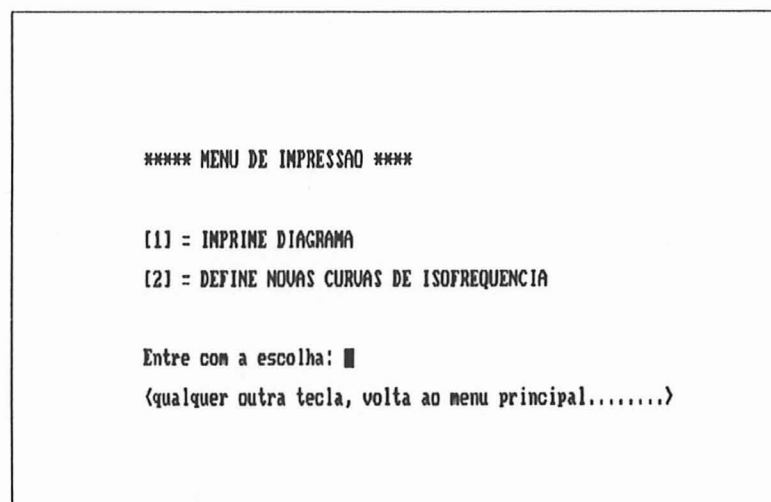 ***** MENU DE IMPRESSAO ****
[1] = IMPRIME DIAGRAMA
[2] = DEFINE NOVAS CURVAS DE ISOFREQUENCIA
Entre com a escolha:
<qualquer outra tecla, volta ao menu principal........>